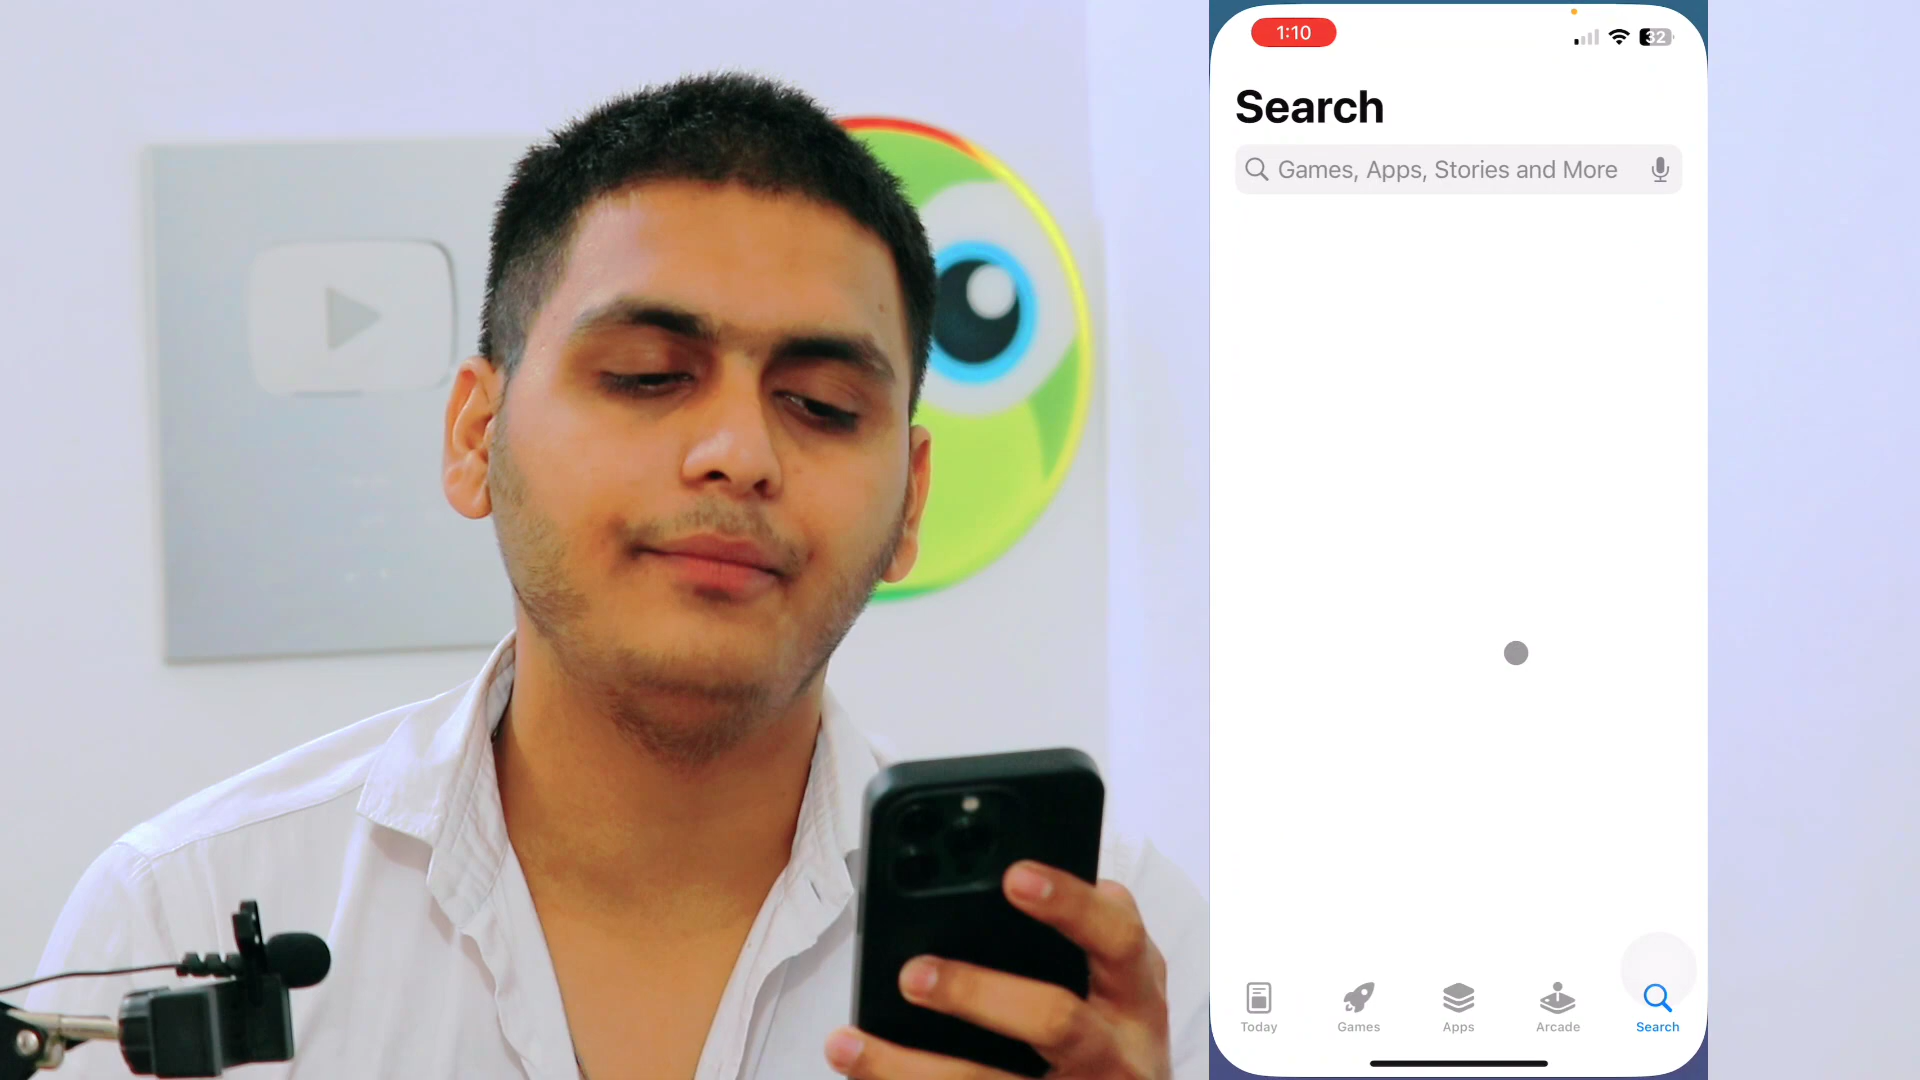 1:10
32
Search
Games, Apps, Stories and More
Today
Games
Apps
Arcade
Search